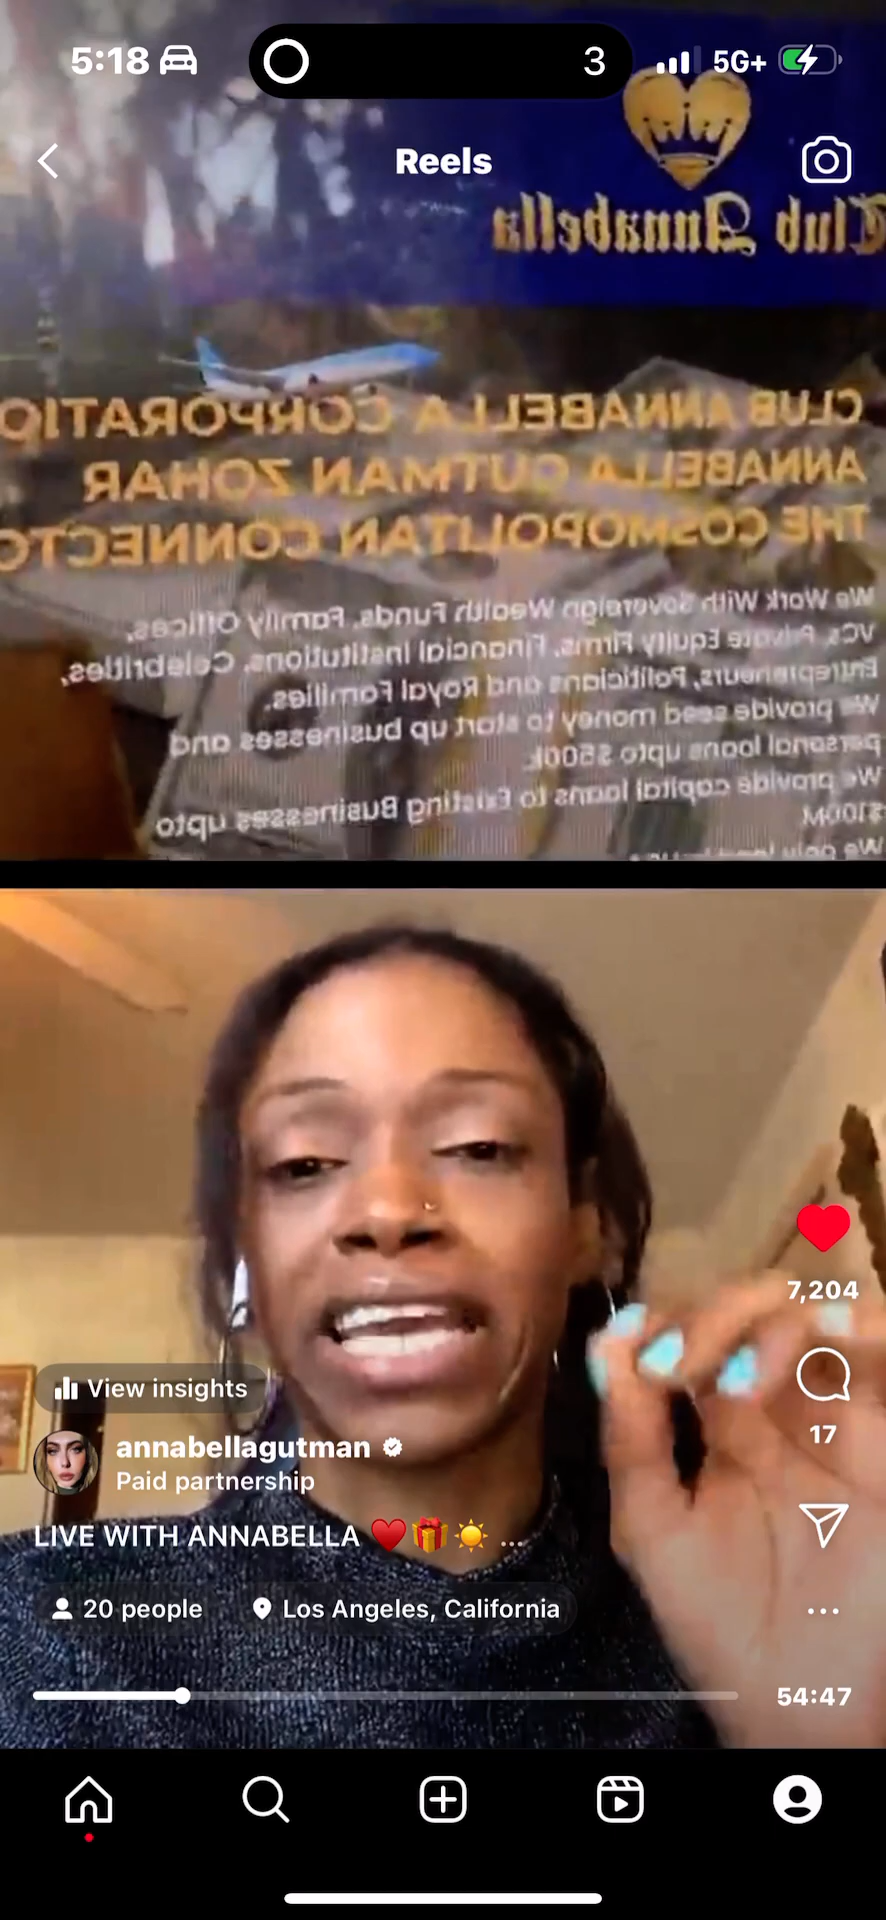 5:18
3
5G+
Reels
Club Annabella
CLUB ANNABELLA CORPORATIO
ANNABELLA GUTMAN ZOHAR
THE COSMOPOLITAN CONNECTO
We Work With Sovereign Wealth Funds, Family Offices,
VCs, Private Equity Firms, Financial Institutions, Celebrities,
Entrepreneurs, Politicians and Royal Families.
We provide seed money to start up businesses and
personal loans upto $500k.
We provide capital loans to Existing Businesses upto
$100M
We only
7,204
View insights
17
annabellagutman
Paid partnership
LIVE WITH ANNABELLA ❤️🎁☀️ ...
20 people Los Angeles, California
54:47